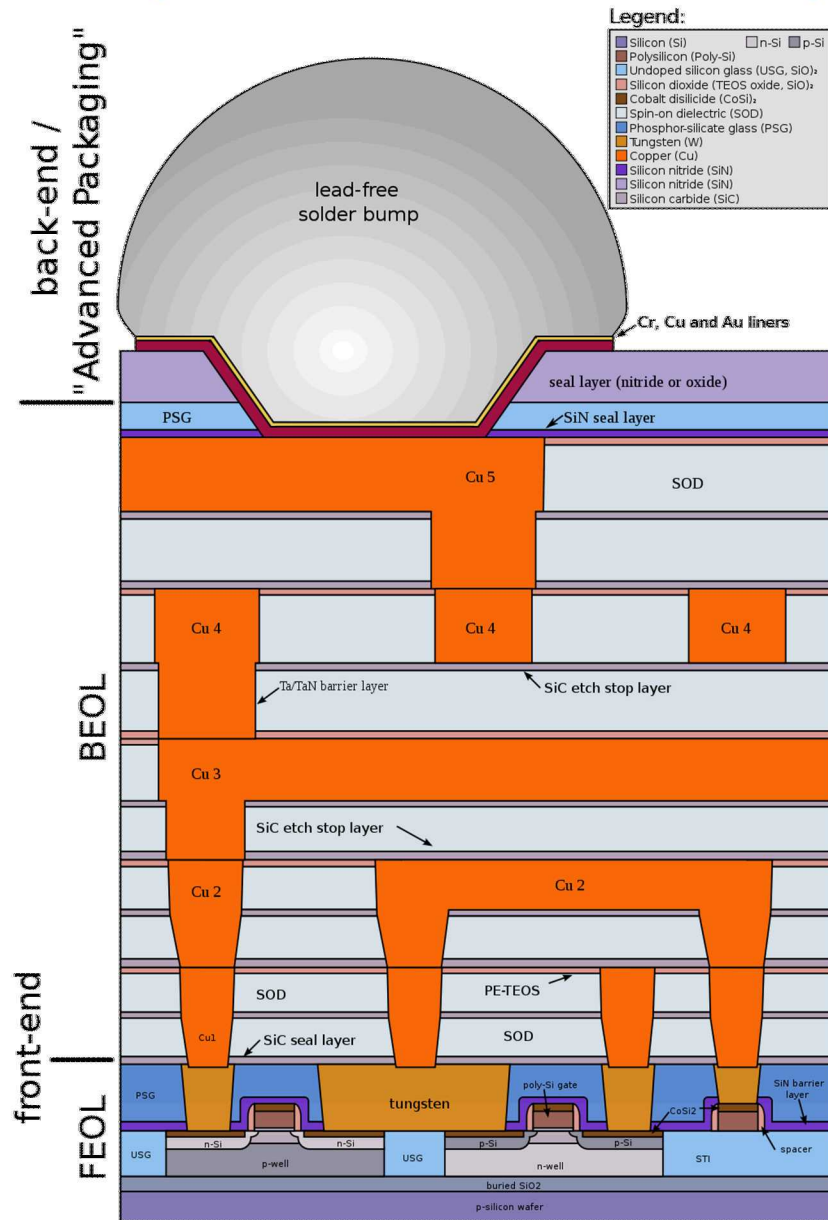 Legend:
Silicon (Si)
n-Si
p-Si
Polysilicon (Poly-Si)
Undoped silicon glass (USG, SiO)₂
Silicon dioxide (TEOS oxide, SiO)₂
Cobalt disilicide (CoSi)₂
Spin-on dielectric (SOD)
Phosphor-silicate glass (PSG)
Tungsten (W)
Copper (Cu)
Silicon nitride (SiN)
Silicon nitride (SiN)
Silicon carbide (SiC)
back-end /
"Advanced Packaging"
lead-free
solder bump
Cr, Cu and Au liners
seal layer (nitride or oxide)
PSG
SiN seal layer
Cu 5
SOD
Cu 4
Cu 4
Cu 4
SiC etch stop layer
Ta/TaN barrier layer
BEOL
Cu 3
SiC etch stop layer
Cu 2
Cu 2
SOD
PE-TEOS
Cu1
SiC seal layer
SOD
front-end
FEOL
PSG
tungsten
poly-Si gate
SiN barrier
layer
CoSi2
spacer
USG
n-Si
n-Si
p-well
USG
p-Si
p-Si
n-well
STI
buried SiO2
p-silicon wafer